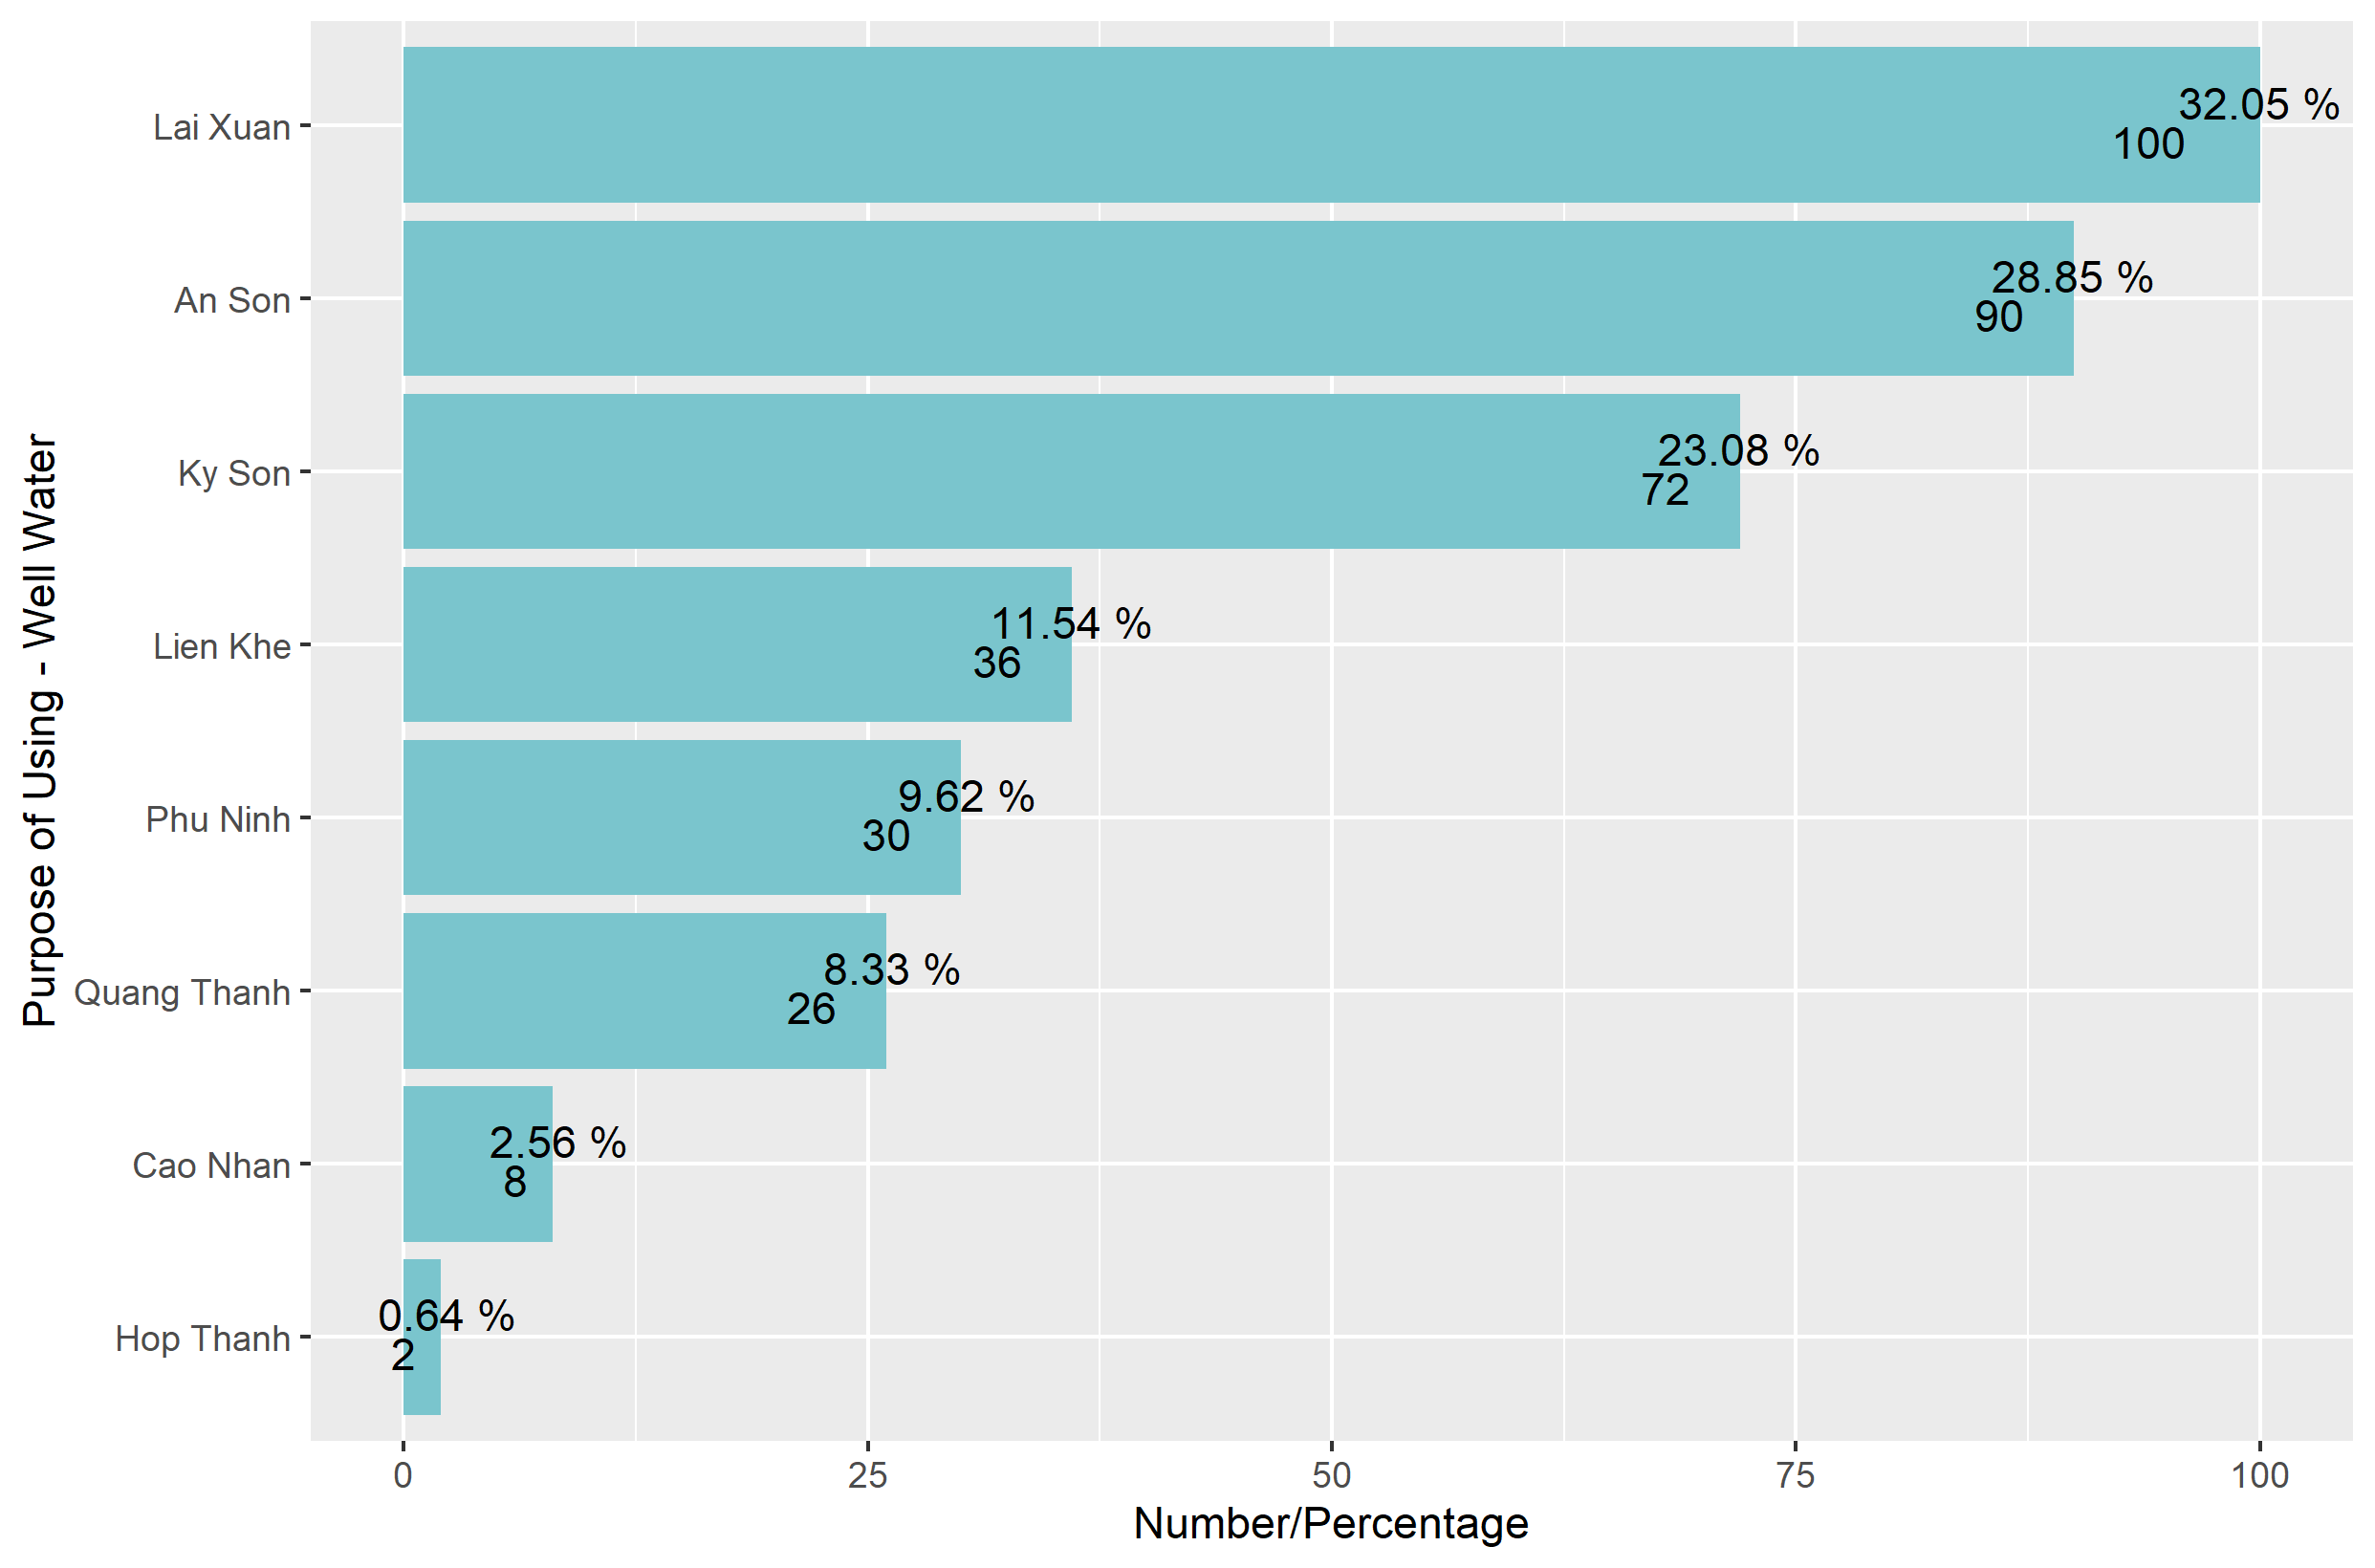 Purpose of Using - Well Water
Lai Xuan
32.05 %
100
An Son
28.85 %
90
Ky Son
23.08 %
72
Lien Khe
11.54 %
36
Phu Ninh
9.62 %
30
Quang Thanh
8.33 %
26
Cao Nhan
2.56 %
8
Hop Thanh
0.64 %
2
0 25 50 75 100
Number/Percentage